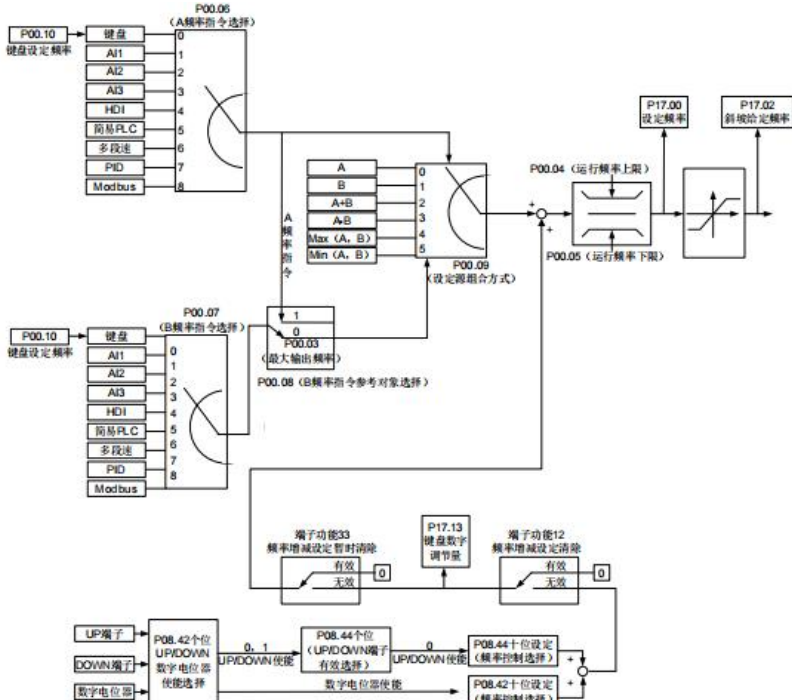 P00.06
(A频率指令选择)
P00.10
键盘设定频率
键盘
0
AI1
1
AI2
2
AI3
3
HDI
4
简易PLC
5
多段速
6
PID
7
Modbus
8
A频率指令
A
0
B
1
A+B
2
A-B
3
Max (A, B)
4
Min (A, B)
5
P00.09
(设定源组合方式)
+
+
P00.04 (运行频率上限)
P00.05 (运行频率下限)
P17.00
设定频率
P17.02
斜坡给定频率
P00.07
(B频率指令选择)
P00.10
键盘设定频率
键盘
0
AI1
1
AI2
2
AI3
3
HDI
4
简易PLC
5
多段速
6
PID
7
Modbus
8
1
0
P00.03
(最大输出频率)
P00.08 (B频率指令参考对象选择)
端子功能33
频率增减设定暂时清除
有效
0
无效
P17.13
键盘数字
调节量
端子功能12
频率增减设定清除
有效
0
无效
UP端子
DOWN端子
数字电位器
P08.42个位
UP/DOWN
数字电位器
使能选择
0, 1
UP/DOWN使能
P08.44个位
(UP/DOWN端子
有效选择)
0
UP/DOWN使能
P08.44十位设定
(频率控制选择)
+
数字电位器使能
P08.42十位设定
(频率控制选择)
+